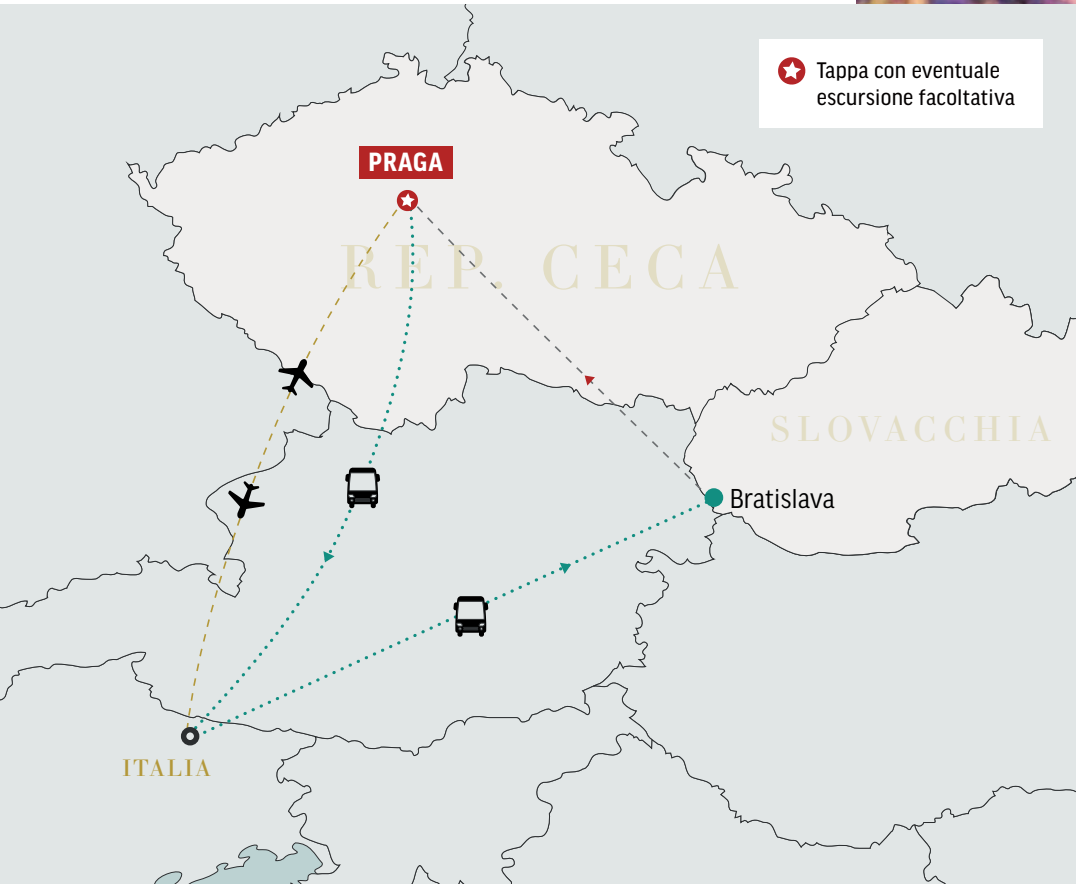 Tappa con eventuale
escursione facoltativa
PRAGA
REP. CECA
SLOVACCHIA
Bratislava
ITALIA